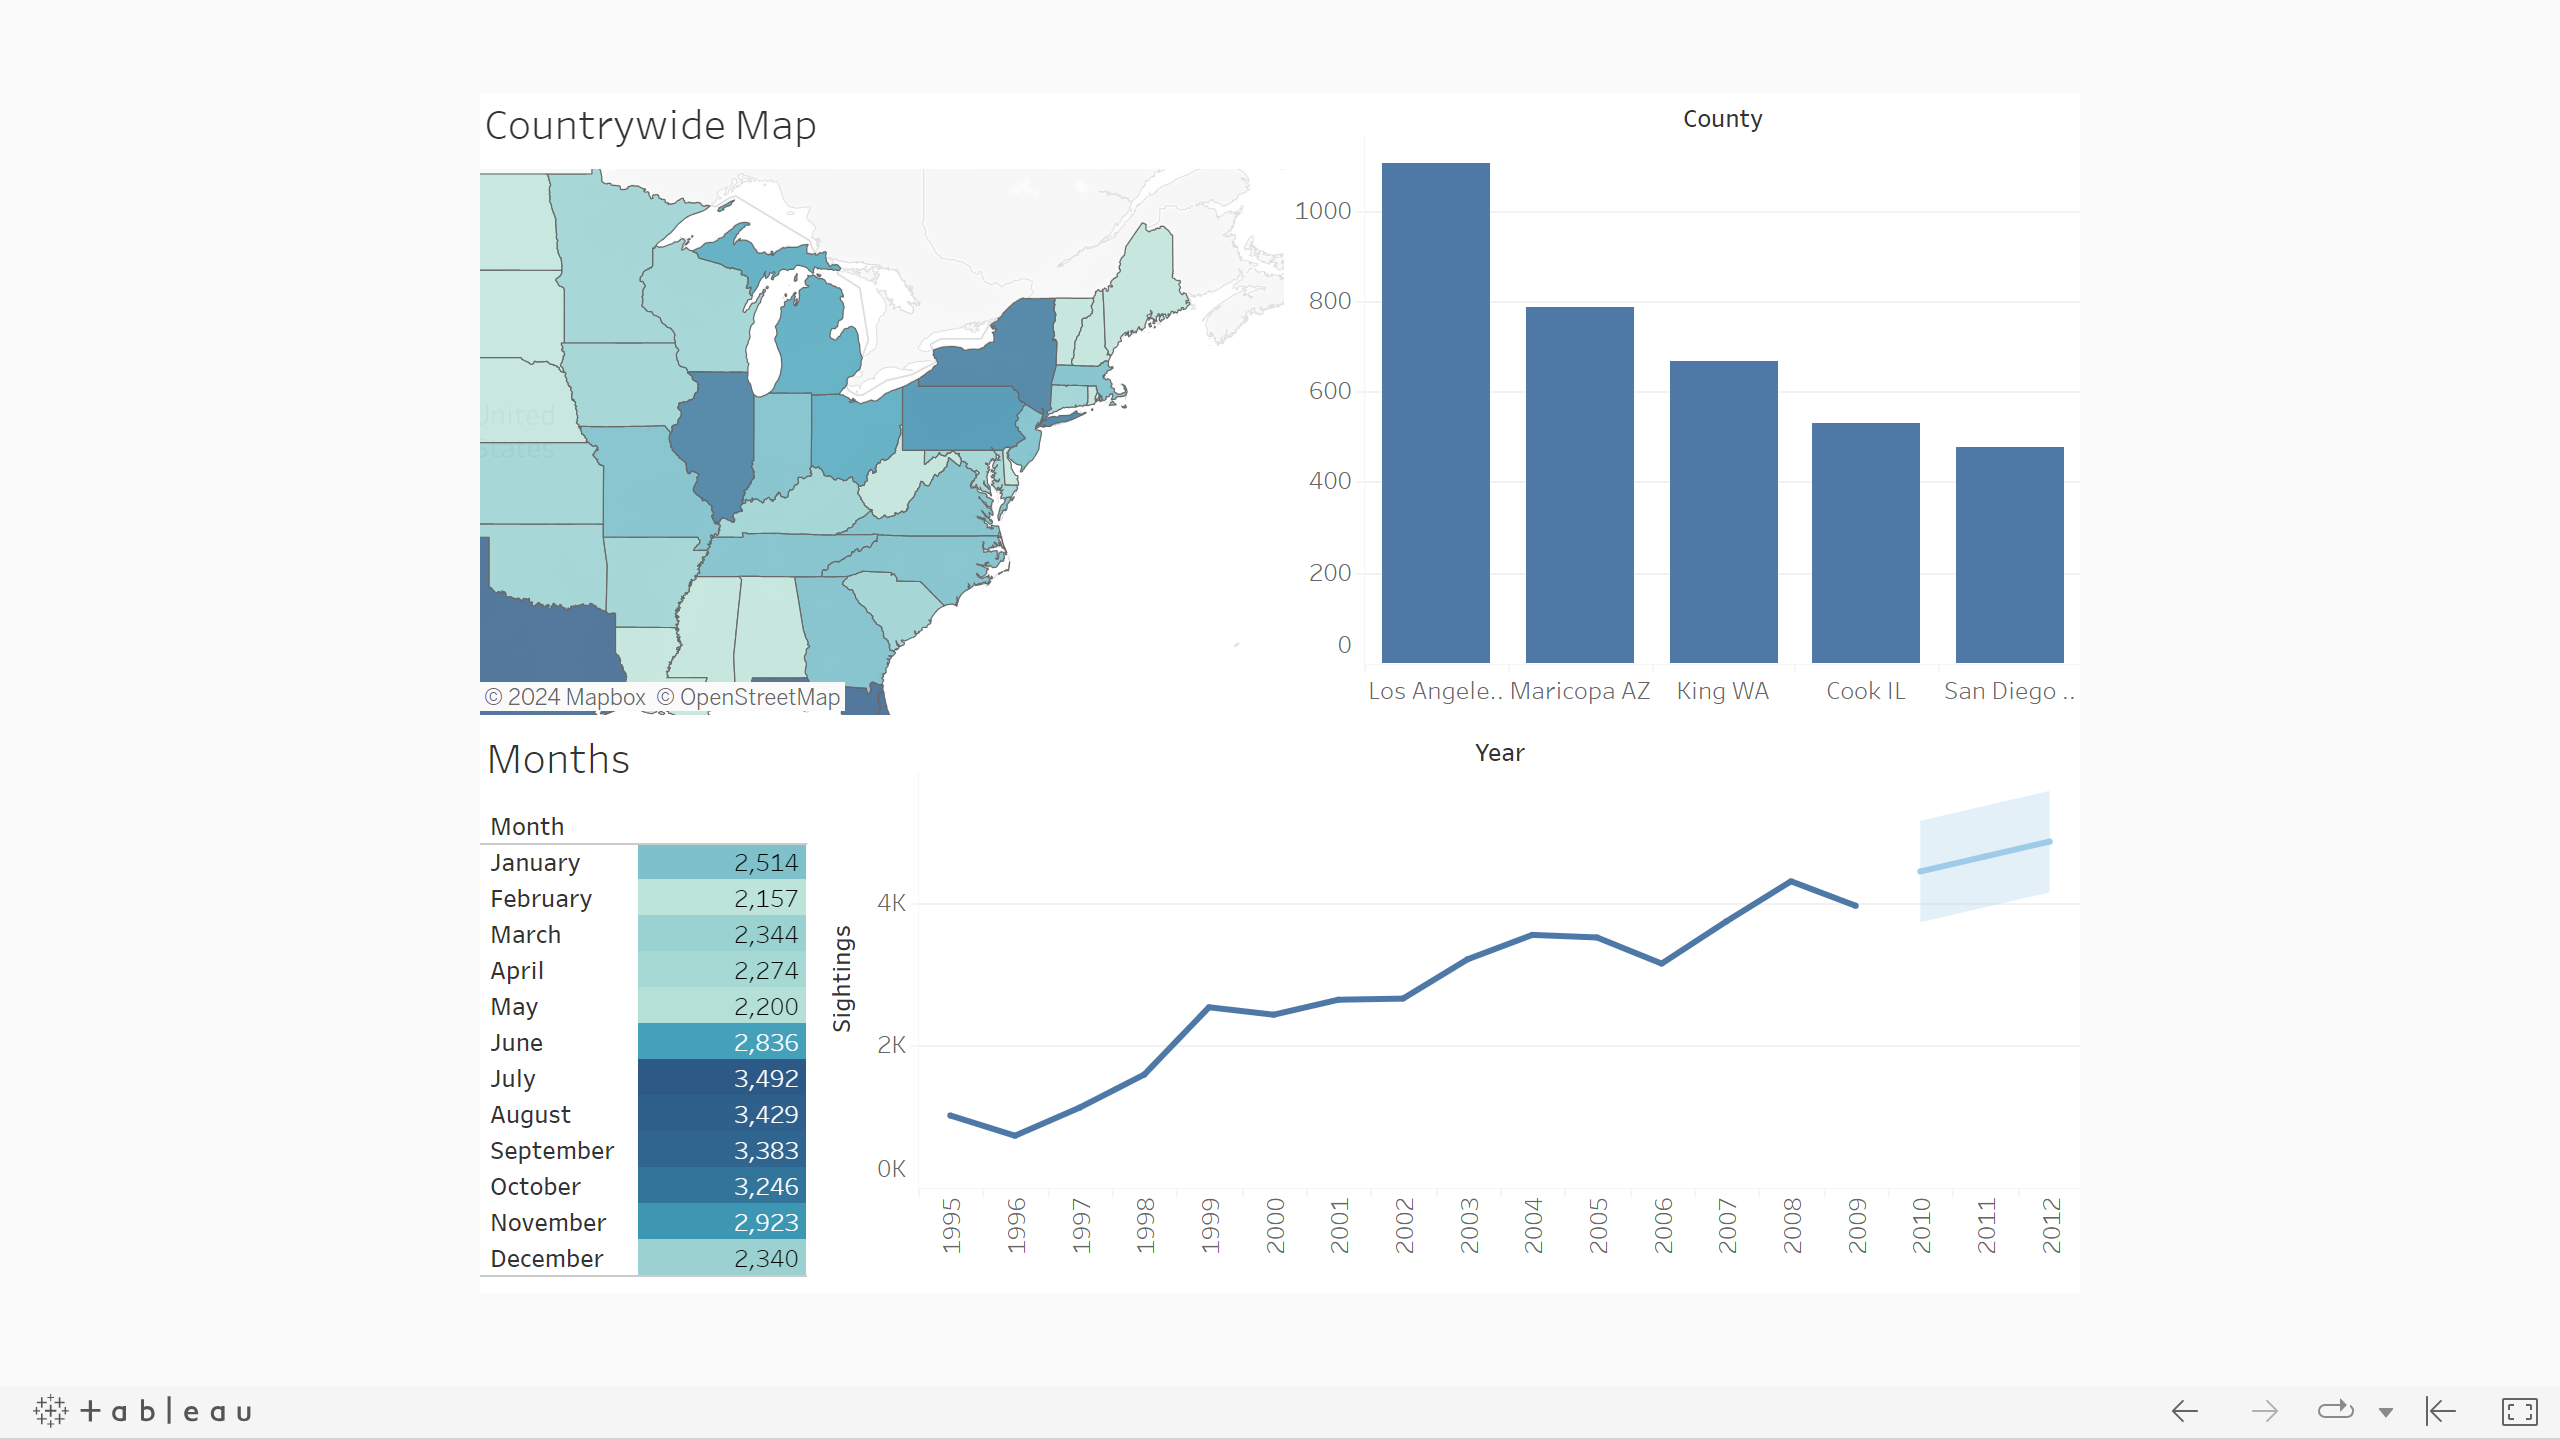 Countrywide Map
United
States
© 2024 Mapbox © OpenStreetMap
County
1000
800
600
400
200
0
Los Angele.. Maricopa AZ King WA Cook IL San Diego ..
Months
Month
January 2,514
February 2,157
March 2,344
April 2,274
May 2,200
June 2,836
July 3,492
August 3,429
September 3,383
October 3,246
November 2,923
December 2,340
Year
Sightings
4K
2K
0K
1995 1996 1997 1998 1999 2000 2001 2002 2003 2004 2005 2006 2007 2008 2009 2010 2011 2012
+ableau